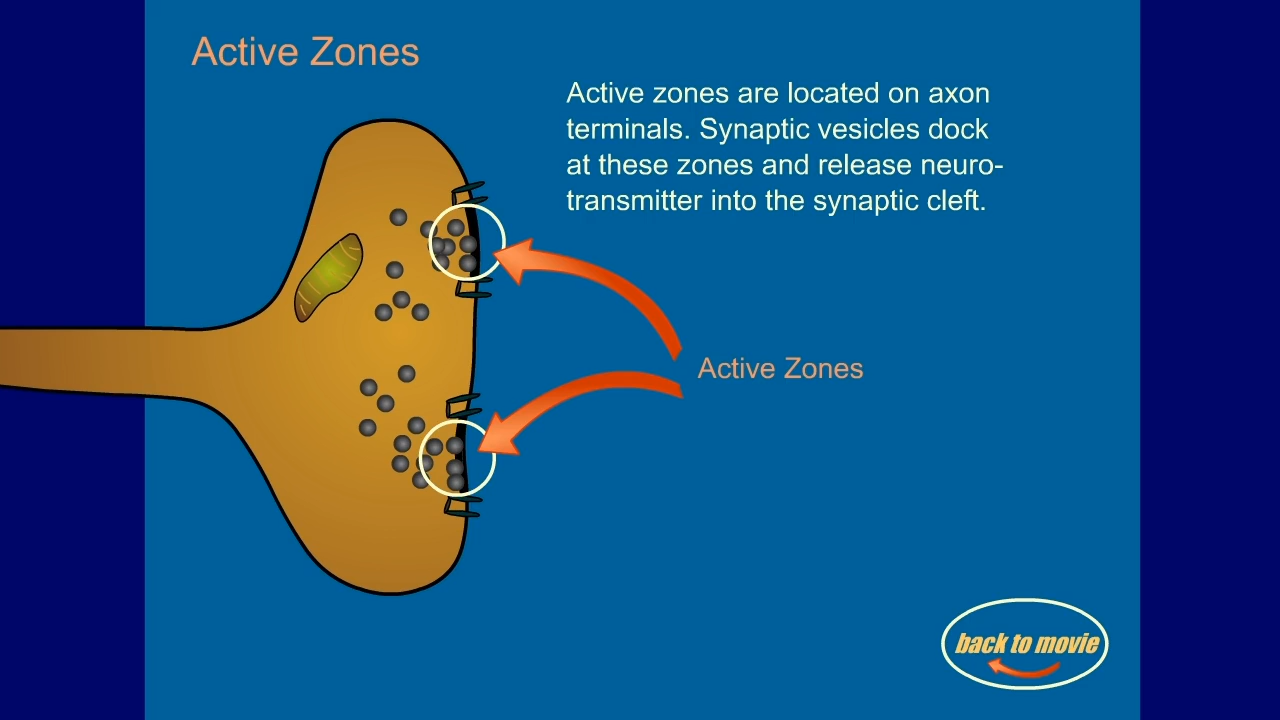 Active Zones
Active zones are located on axon
terminals. Synaptic vesicles dock
at these zones and release neuro-
transmitter into the synaptic cleft.
Active Zones
back to movie